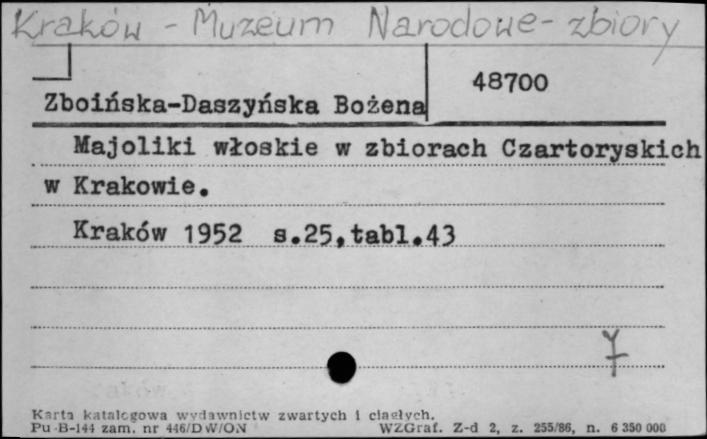 Kraków - Muzeum Narodowe - zbiory
48700
Zboińska-Daszyńska Bożena
Majoliki włoskie w zbiorach Czartoryskich
w Krakowie.
Kraków 1952 s.25,tabl.43
Karta katalogowa wydawnictw zwartych i ciągłych.
Pu-B-144 zam. nr 446/DW/ON WZGraf. Z-d 2, z. 255/86, n. 6 350 000